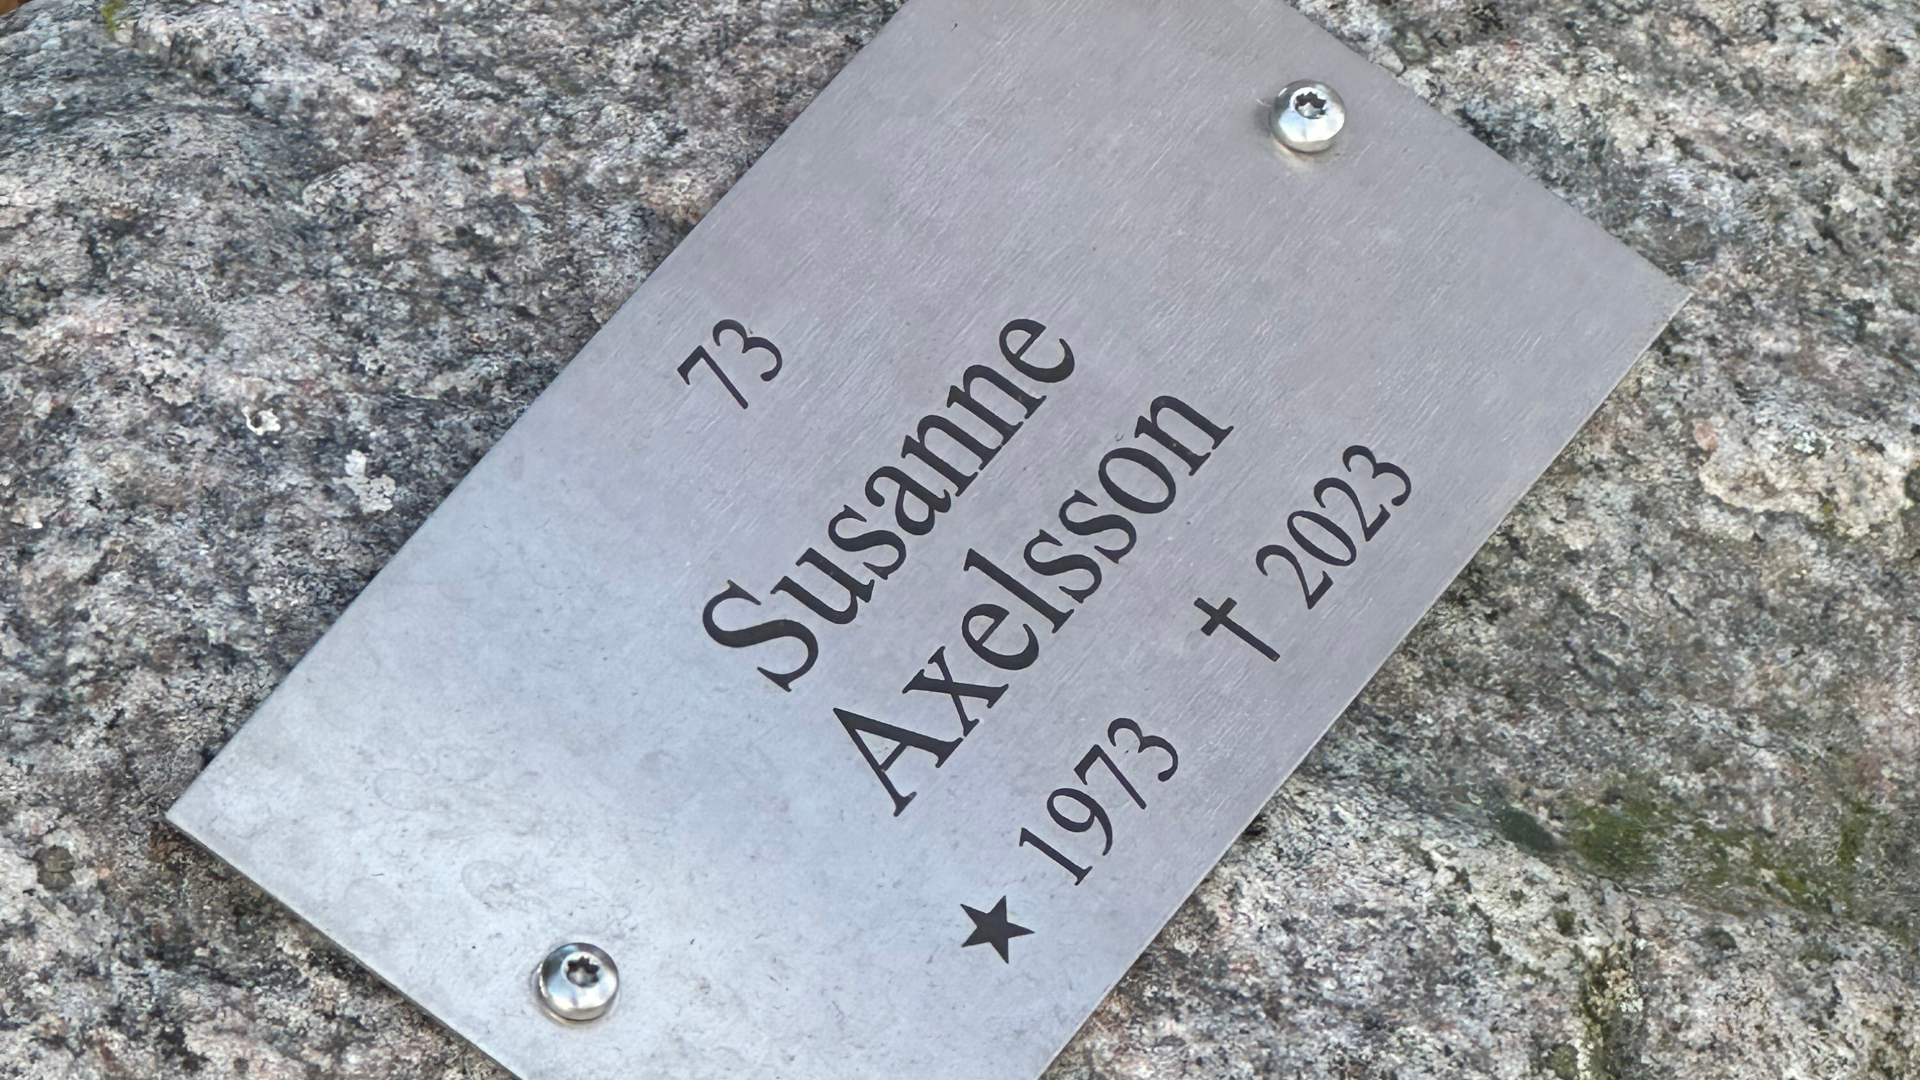 73
Susanne
Axelsson
★ 1973 † 2023